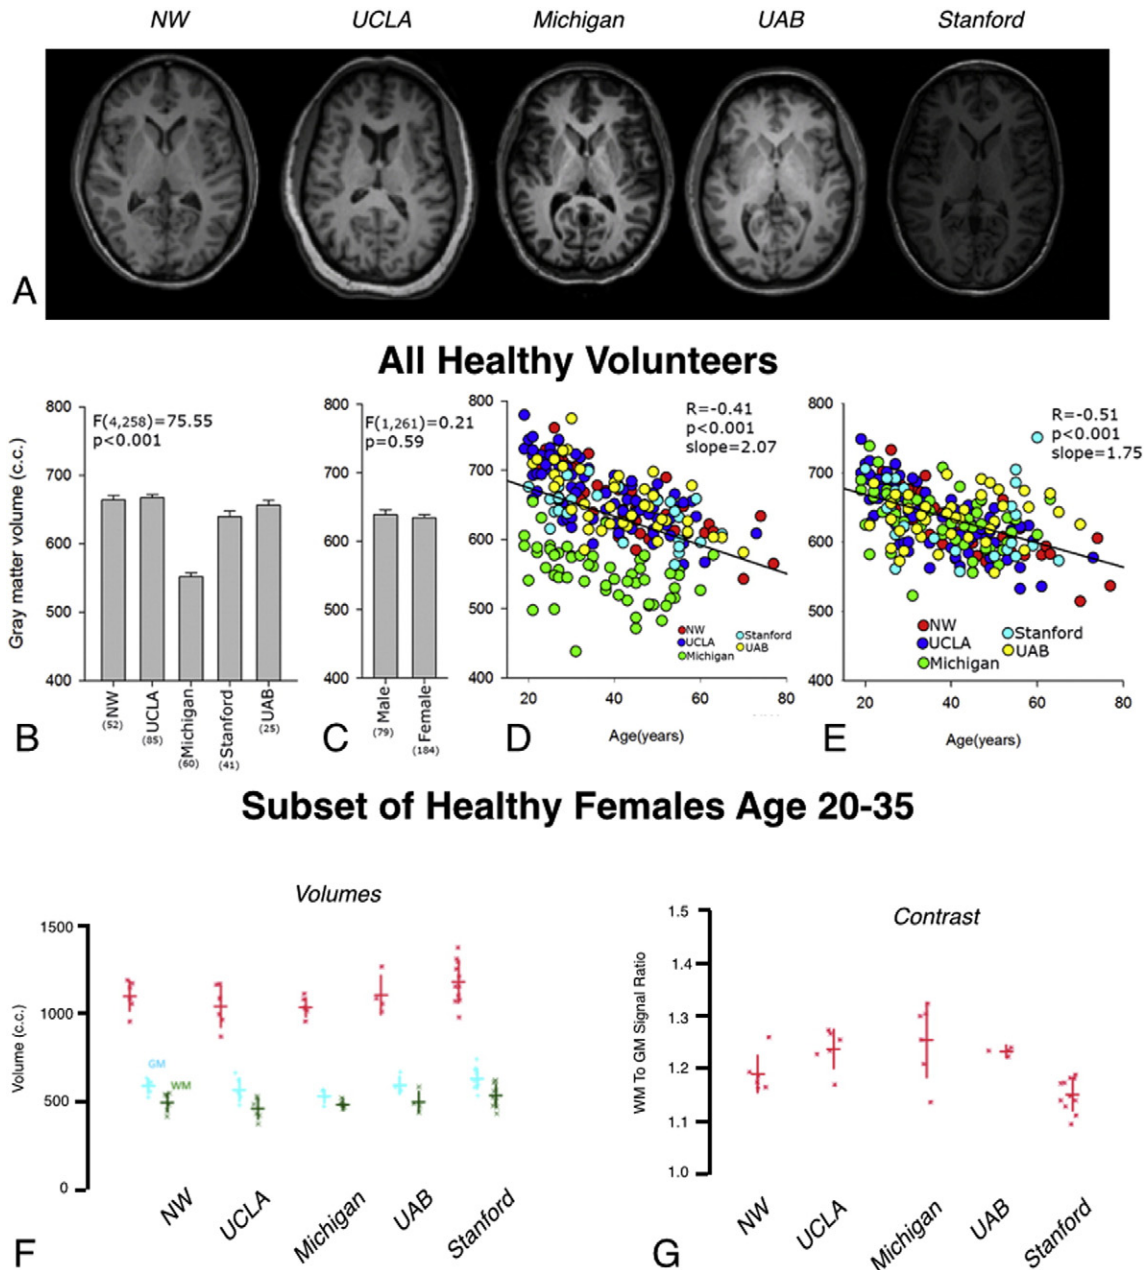 NW UCLA Michigan UAB Stanford
A
All Healthy Volunteers
Gray matter volume (c.c.)
800
700
600
500
400
F(4,258)=75.55
p<0.001
NW
(52)
UCLA
(85)
Michigan
(60)
Stanford
(41)
UAB
(25)
B
800
700
600
500
400
F(1,261)=0.21
p=0.59
Male
(79)
Female
(184)
C
800
700
600
500
400
R=-0.41
p<0.001
slope=2.07
NW
UCLA
Michigan
Stanford
UAB
20 40 60 80
Age(years)
D
800
700
600
500
400
R=-0.51
p<0.001
slope=1.75
NW
UCLA
Michigan
Stanford
UAB
20 40 60 80
Age(years)
E
Subset of Healthy Females Age 20-35
Volumes
Volume (c.c.)
1500
1000
500
0
GM
WM
NW UCLA Michigan UAB Stanford
F
Contrast
WM To GM Signal Ratio
1.5
1.4
1.3
1.2
1.1
1.0
NW UCLA Michigan UAB Stanford
G